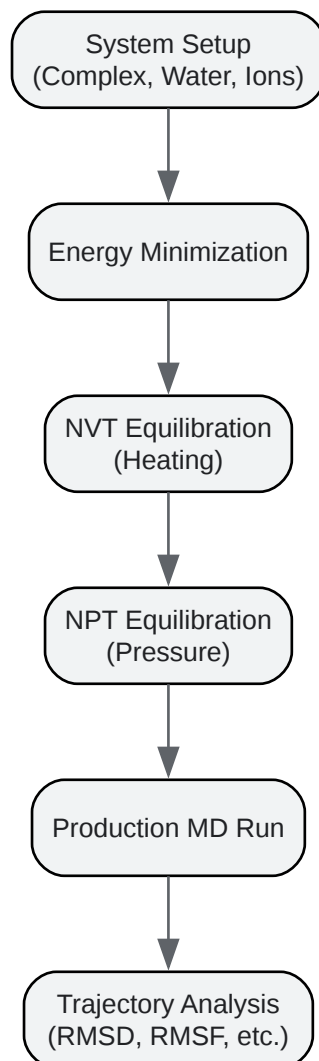 System Setup
(Complex, Water, Ions)
Energy Minimization
NVT Equilibration
(Heating)
NPT Equilibration
(Pressure)
Production MD Run
Trajectory Analysis
(RMSD, RMSF, etc.)